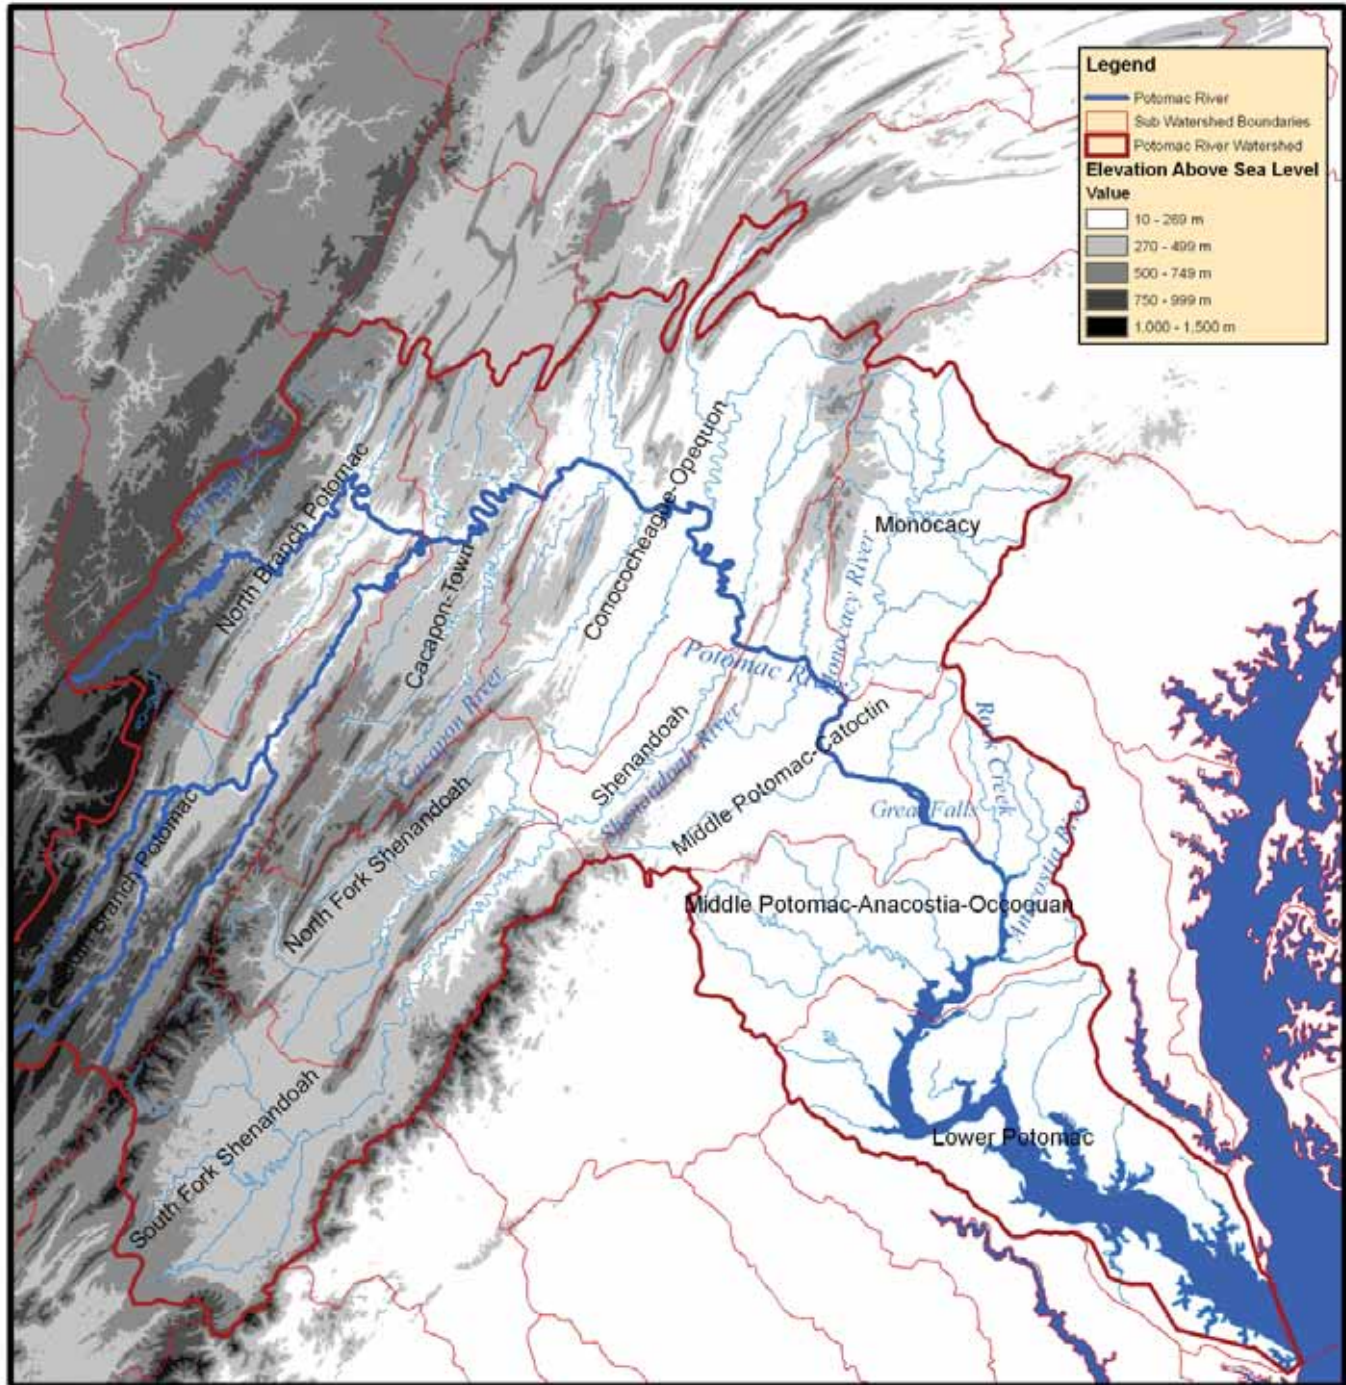 Legend
Potomac River
Sub Watershed Boundaries
Potomac River Watershed
Elevation Above Sea Level
Value
10 - 269 m
270 - 499 m
500 - 749 m
750 - 999 m
1,000 - 1,500 m
North Branch Potomac
Cacapon-Town
Conococheague-Opequon
Monocacy
Monocacy River
Potomac River
Cacapon River
Shenandoah
Shenandoah River
Middle Potomac-Catoctin
Rock Creek
Great Falls
Anacostia River
North Fork Shenandoah
South Branch Potomac
Middle Potomac-Anacostia-Occoquan
South Fork Shenandoah
Lower Potomac